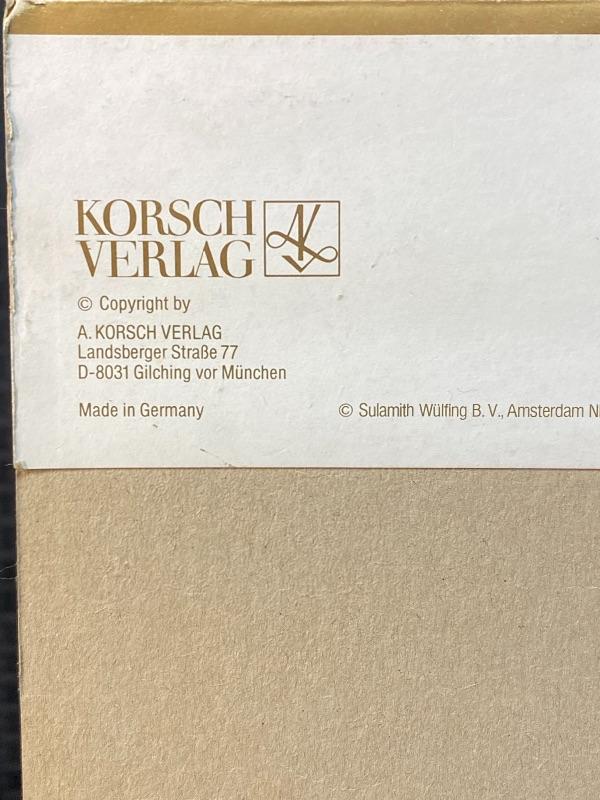 KORSCH
VERLAG
© Copyright by
A. KORSCH VERLAG
Landsberger Straße 77
D-8031 Gilching vor München
Made in Germany
© Sulamith Wülfing B. V., Amsterdam